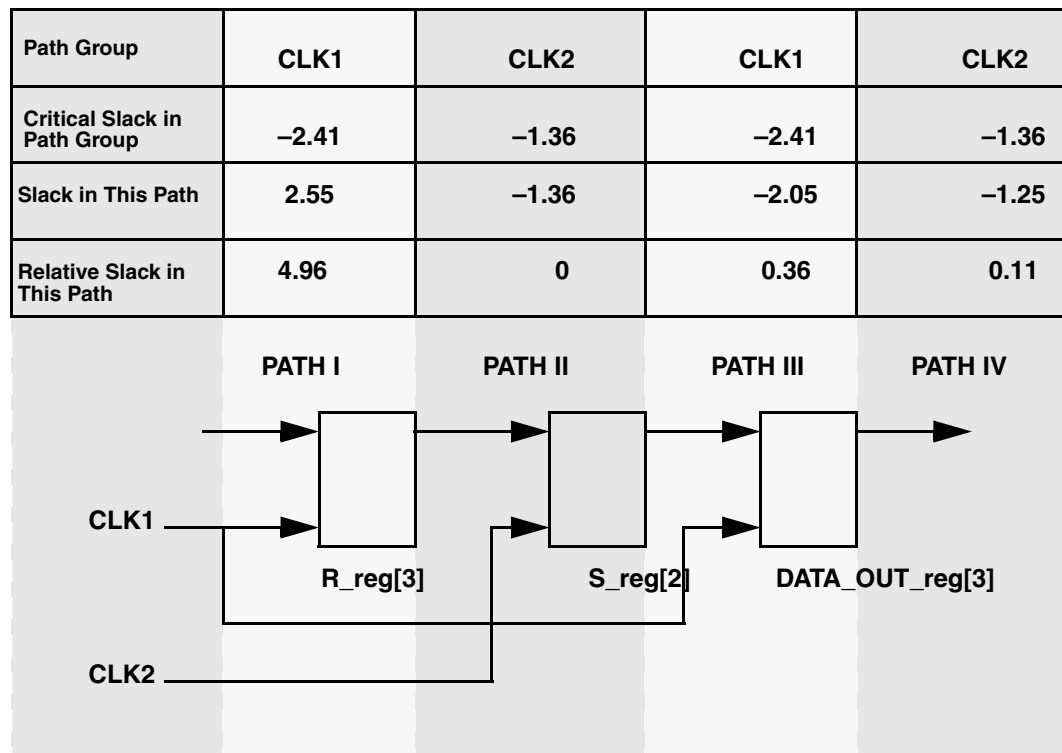 Path Group CLK1 CLK2 CLK1 CLK2
Critical Slack in
Path Group –2.41 –1.36 –2.41 –1.36
Slack in This Path 2.55 –1.36 –2.05 –1.25
Relative Slack in
This Path 4.96 0 0.36 0.11
PATH I PATH II PATH III PATH IV
CLK1
R_reg[3] S_reg[2] DATA_OUT_reg[3]
CLK2